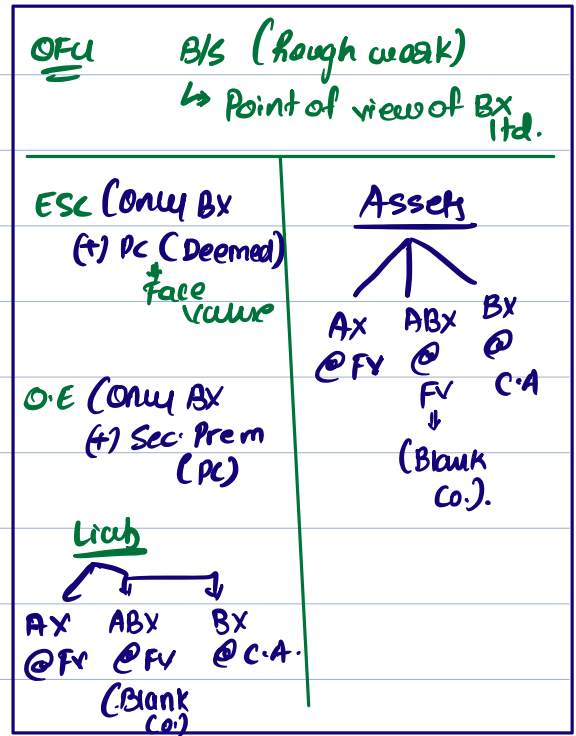 OFU B/S (Rough work)
↳ Point of view of BX
ltd.
ESC (Only BX
(+) PC (Deemed)
Face
value
O.E (Only BX
(+) Sec. Prem
(PC)
Liab
AX ABX BX
@FV @FV @C.A.
(Blank
Co.)
Assets
AX ABX BX
@FV @ @
FV C.A
(Blank
Co.).